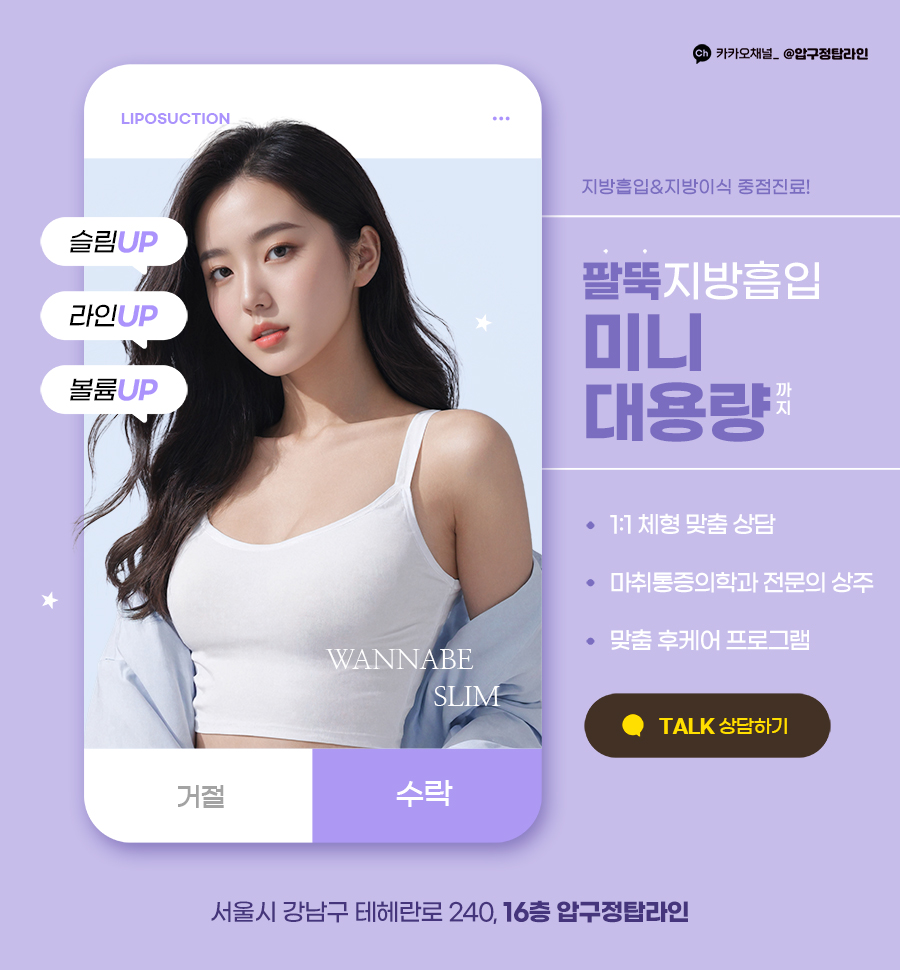 Ch 카카오채널_ @압구정탑라인
LIPOSUCTION
슬림UP
라인UP
볼륨UP
WANNABE
SLIM
거절
수락
지방흡입&지방이식 중점진료!
팔뚝지방흡입
미니
대용량까지
1:1 체형 맞춤 상담
마취통증의학과 전문의 상주
맞춤 후케어 프로그램
TALK 상담하기
서울시 강남구 테헤란로 240, 16층 압구정탑라인